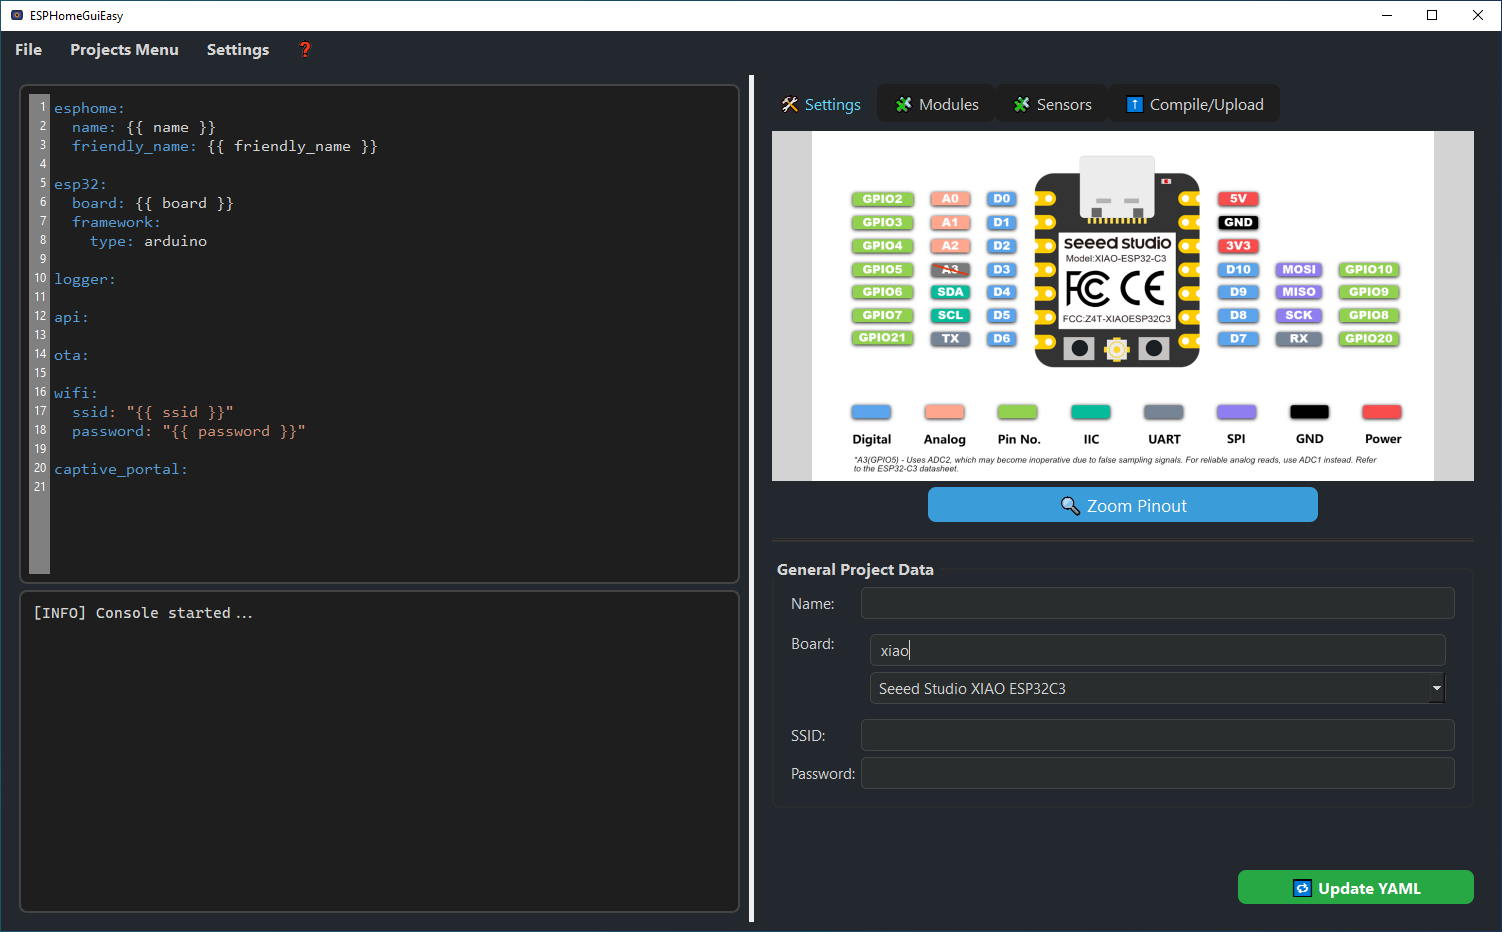 ESPHomeGuiEasy
File Projects Menu Settings ❓
1 esphome:
2 name: {{ name }}
3 friendly_name: {{ friendly_name }}
4
5 esp32:
6 board: {{ board }}
7 framework:
8 type: arduino
9
10 logger:
11
12 api:
13
14 ota:
15
16 wifi:
17 ssid: "{{ ssid }}"
18 password: "{{ password }}"
19
20 captive_portal:
21
[INFO] Console started...
Settings Modules Sensors Compile/Upload
GPIO2 A0 D0 5V
GPIO3 A1 D1 GND
GPIO4 A2 D2 3V3
GPIO5 A3 D3 D10 MOSI GPIO10
GPIO6 SDA D4 D9 MISO GPIO9
GPIO7 SCL D5 D8 SCK GPIO8
GPIO21 TX D6 D7 RX GPIO20
seeed studio
Model:XIAO-ESP32-C3
FC CE
FCC:Z4T-XIAOESP32C3
Digital Analog Pin No. IIC UART SPI GND Power
*A3(GPIO5) - Uses ADC2, which may become inoperative due to false sampling signals. For reliable analog reads, use ADC1 instead. Refer
to the ESP32-C3 datasheet.
Zoom Pinout
General Project Data
Name:
Board: xiao
Seeed Studio XIAO ESP32C3
SSID:
Password:
Update YAML